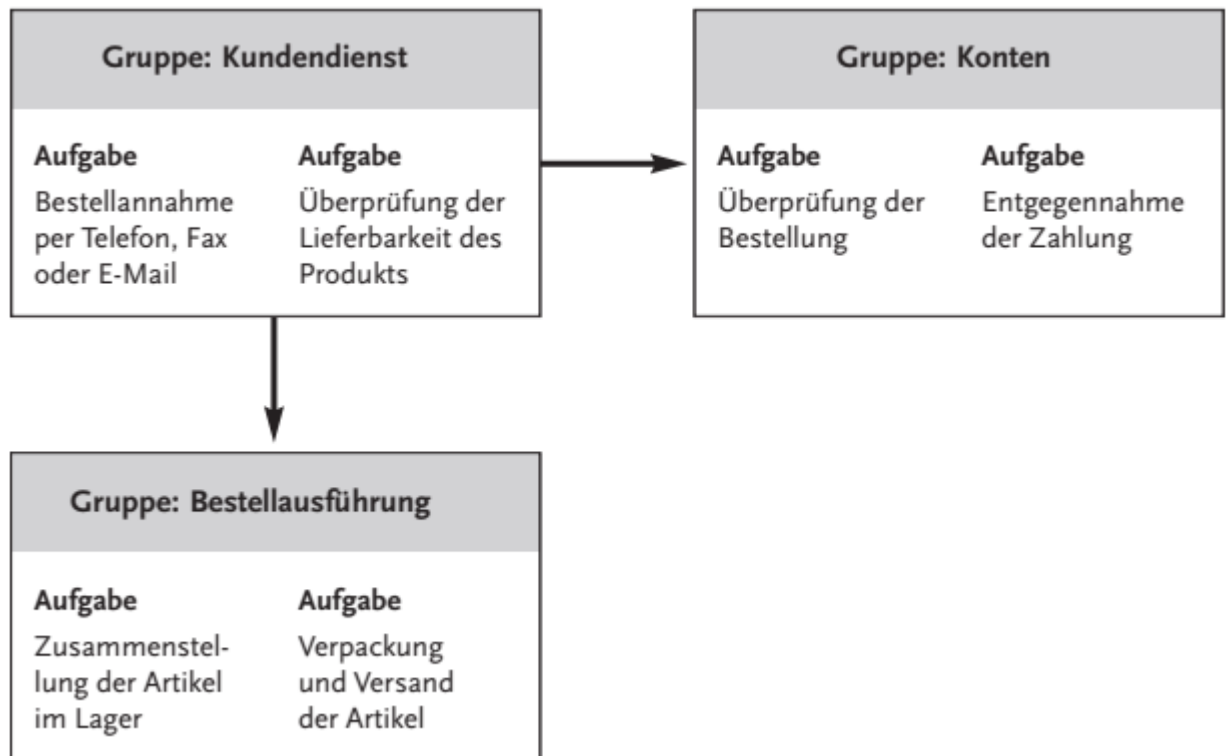 Gruppe: Kundendienst
Aufgabe
Bestellannahme
per Telefon, Fax
oder E-Mail
Aufgabe
Überprüfung der
Lieferbarkeit des
Produkts
Gruppe: Konten
Aufgabe
Überprüfung der
Bestellung
Aufgabe
Entgegennahme
der Zahlung
Gruppe: Bestellausführung
Aufgabe
Zusammenstel-
lung der Artikel
im Lager
Aufgabe
Verpackung
und Versand
der Artikel